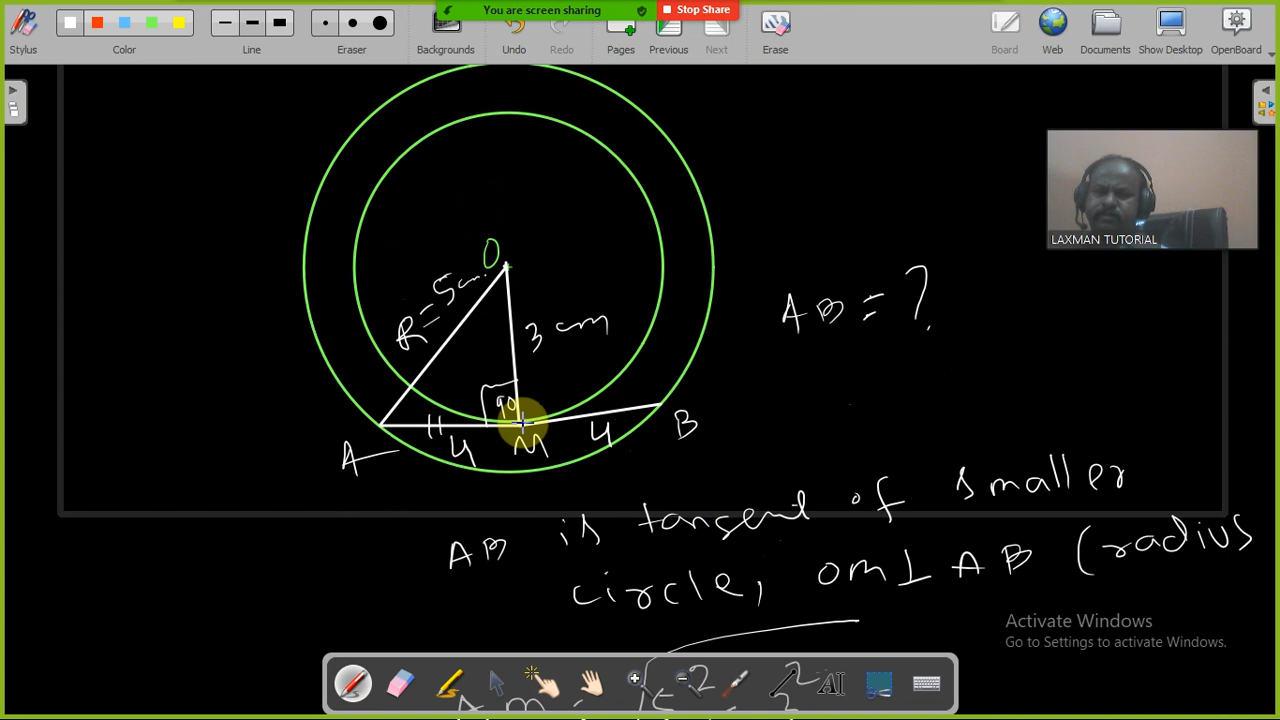 You are screen sharing
Stop Share
Stylus Color Line Eraser Backgrounds Undo Redo Pages Previous Next Erase Board Web Documents Show Desktop OpenBoard
LAXMAN TUTORIAL
O
R=5cm.
3 cm
AB = ?
90
A 4 M 4 B
AB is tangent of smaller
circle, OM⊥AB (radius
Activate Windows
Go to Settings to activate Windows.
AM =